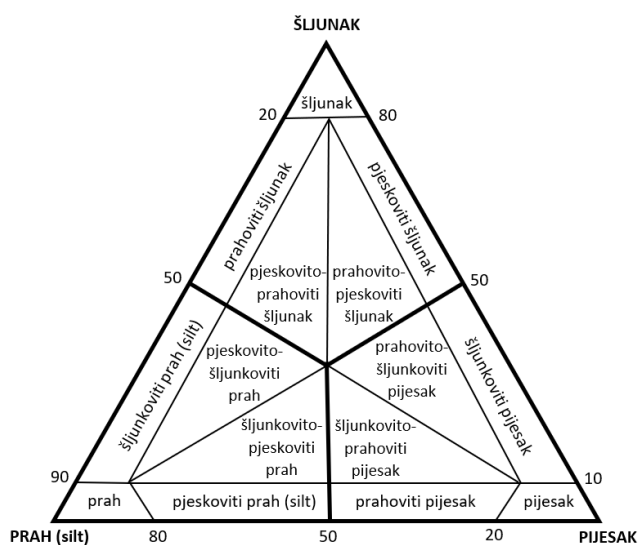 ŠLJUNAK
20
šljunak
80
prahoviti šljunak
pjeskoviti šljunak
50
pjeskovito-
prahoviti
šljunak
prahovito-
pjeskoviti
šljunak
50
šljunkoviti prah (silt)
pjeskovito-
šljunkoviti
prah
prahovito-
šljunkoviti
pijesak
šljunkoviti pijesak
šljunkovito-
pjeskoviti
prah
šljunkovito-
prahoviti
pijesak
90
10
prah
pjeskoviti prah (silt)
prahoviti pijesak
pijesak
PRAH (silt)
80
50
20
PIJESAK